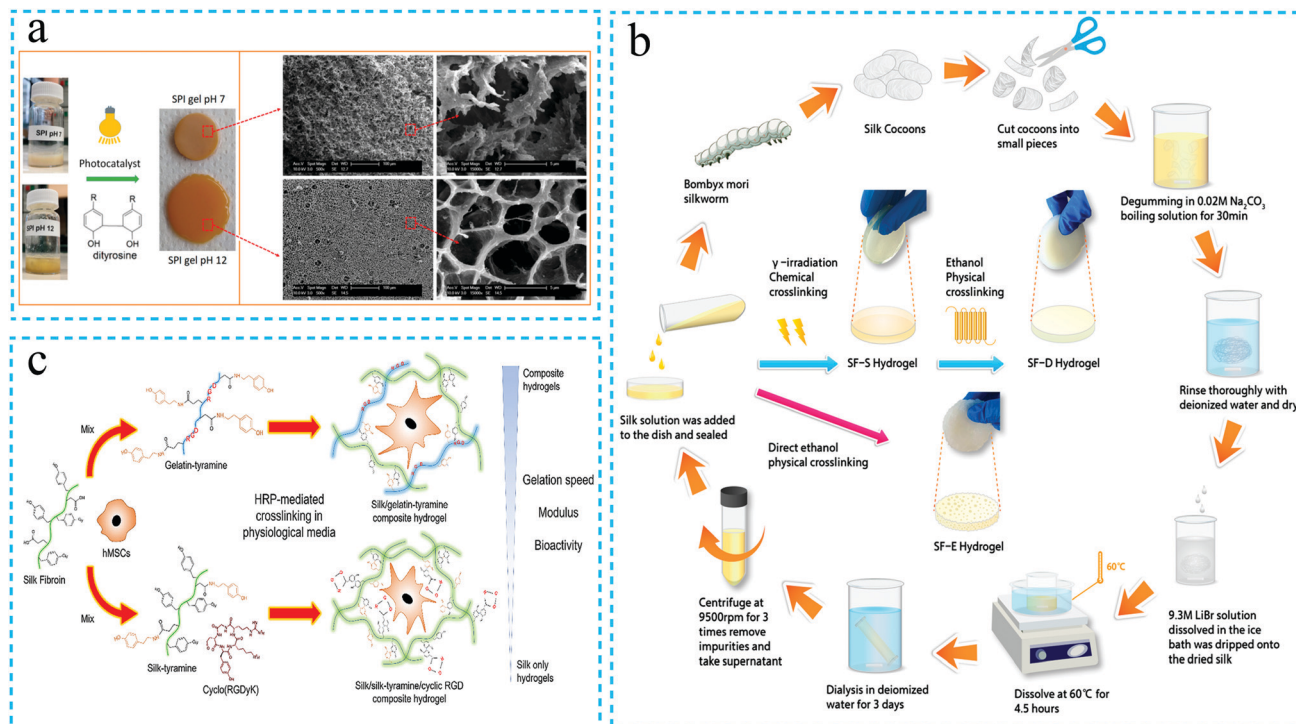 a
SPI gel pH 7
SPI pH 7
Photocatalyst
R
R
OH
OH
dityrosine
SPI pH 12
SPI gel pH 12
b
Silk Cocoons
Cut cocoons into
small pieces
Bombyx mori
silkworm
Degumming in 0.02M Na₂CO₃
boiling solution for 30min
γ-irradiation
Chemical
crosslinking
Ethanol
Physical
crosslinking
SF-S Hydrogel
SF-D Hydrogel
Rinse thoroughly with
deionized water and dry
Silk solution was added
to the dish and sealed
Direct ethanol
physical crosslinking
SF-E Hydrogel
60℃
9.3M LiBr solution
dissolved in the ice
bath was dripped onto
the dried silk
Centrifuge at
9500rpm for 3
times remove
impurities and
take supernatant
Dialysis in deiomized
water for 3 days
Dissolve at 60℃ for
4.5 hours
c
Mix
Gelatin-tyramine
Silk Fibroin
hMSCs
HRP-mediated
crosslinking in
physiological media
Silk/gelatin-tyramine
composite hydrogel
Composite
hydrogels
Gelation speed
Modulus
Bioactivity
Mix
Silk-tyramine
Cyclo(RGDyK)
Silk/silk-tyramine/cyclic RGD
composite hydrogel
Silk only
hydrogels